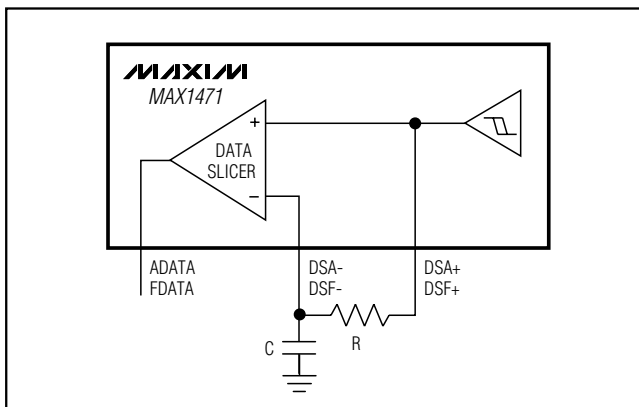 MAXIM
MAX1471
+
DATA
SLICER
−
ADATA
FDATA
DSA-
DSF-
DSA+
DSF+
C
R